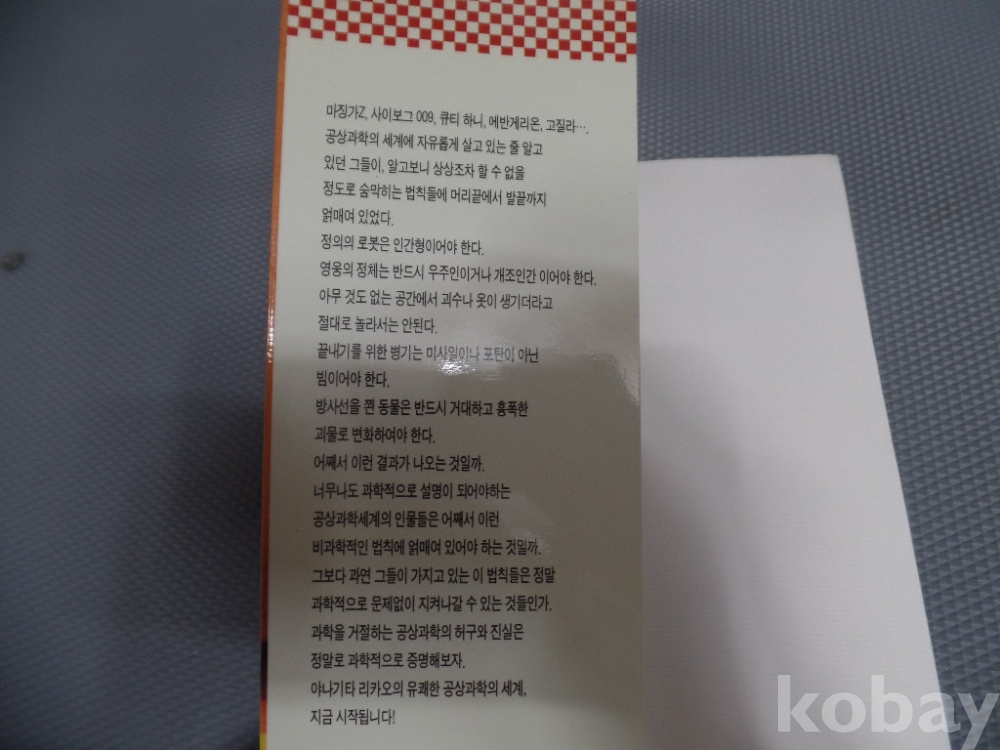 마징가Z, 사이보그 009, 큐티 하니, 에반게리온, 고질라….
공상과학의 세계에 자유롭게 살고 있는 줄 알고
있던 그들이, 알고보니 상상조차 할 수 없을
정도로 숨막히는 법칙들에 머리끝에서 발끝까지
얽매여 있었다.
정의의 로봇은 인간형이어야 한다.
영웅의 정체는 반드시 우주인이거나 개조인간 이어야 한다.
아무 것도 없는 공간에서 괴수나 옷이 생기더라고
절대로 놀라서는 안된다.
끝내기를 위한 병기는 미사일이나 포탄이 아닌
빔이어야 한다.
방사선을 쬔 동물은 반드시 거대하고 흉폭한
괴물로 변화하여야 한다.
어째서 이런 결과가 나오는 것일까.
너무나도 과학적으로 설명이 되어야하는
공상과학세계의 인물들은 어째서 이런
비과학적인 법칙에 얽매여 있어야 하는 것일까.
그보다 과연 그들이 가지고 있는 이 법칙들은 정말
과학적으로 문제없이 지켜나갈 수 있는 것들인가.
과학을 거절하는 공상과학의 허구와 진실은
정말로 과학적으로 증명해보자.
야나기타 리카오의 유쾌한 공상과학의 세계,
지금 시작됩니다!
kobay